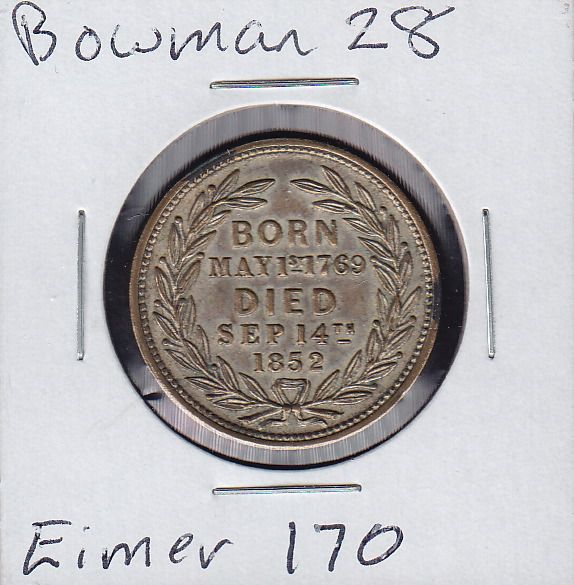 Bowman 28
BORN
MAY 1ST 1769
DIED
SEP 14TH
1852
Eimer 170